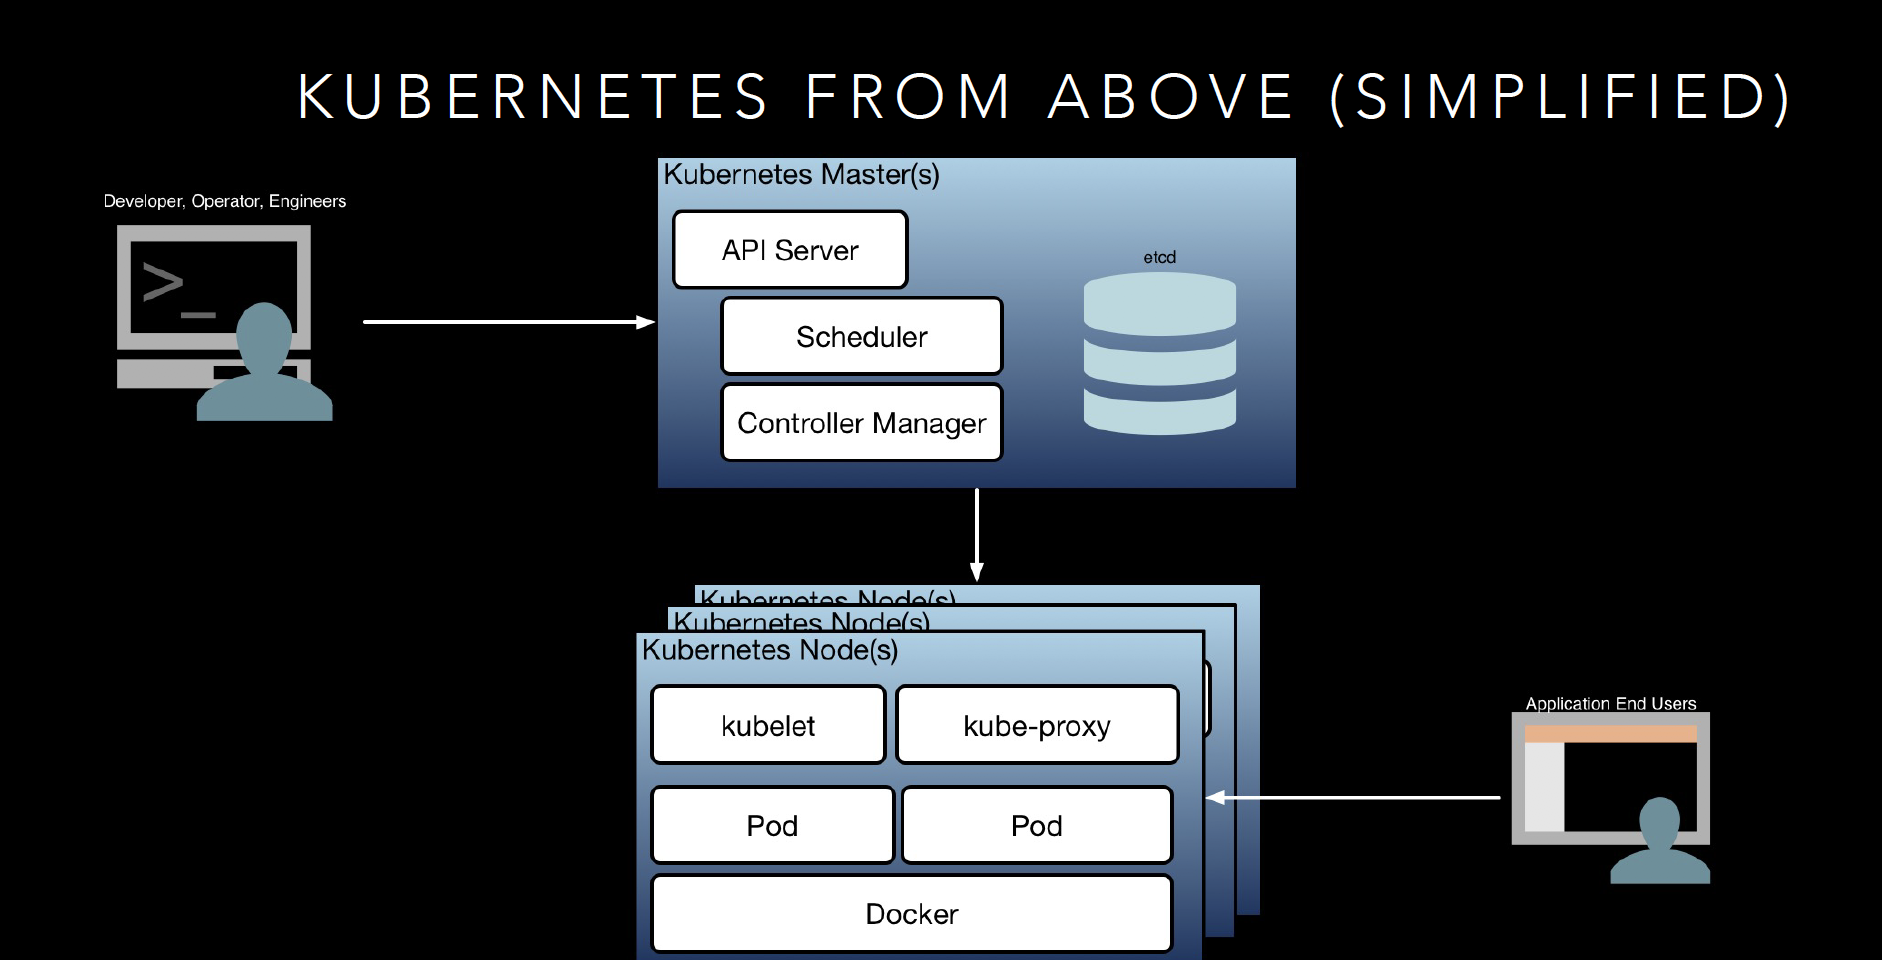 KUBERNETES FROM ABOVE (SIMPLIFIED)
Developer, Operator, Engineers
>_
Kubernetes Master(s)
API Server
Scheduler
Controller Manager
etcd
Kubernetes Node(s)
Kubernetes Node(s)
Kubernetes Node(s)
kubelet
kube-proxy
Pod
Pod
Docker
Application End Users